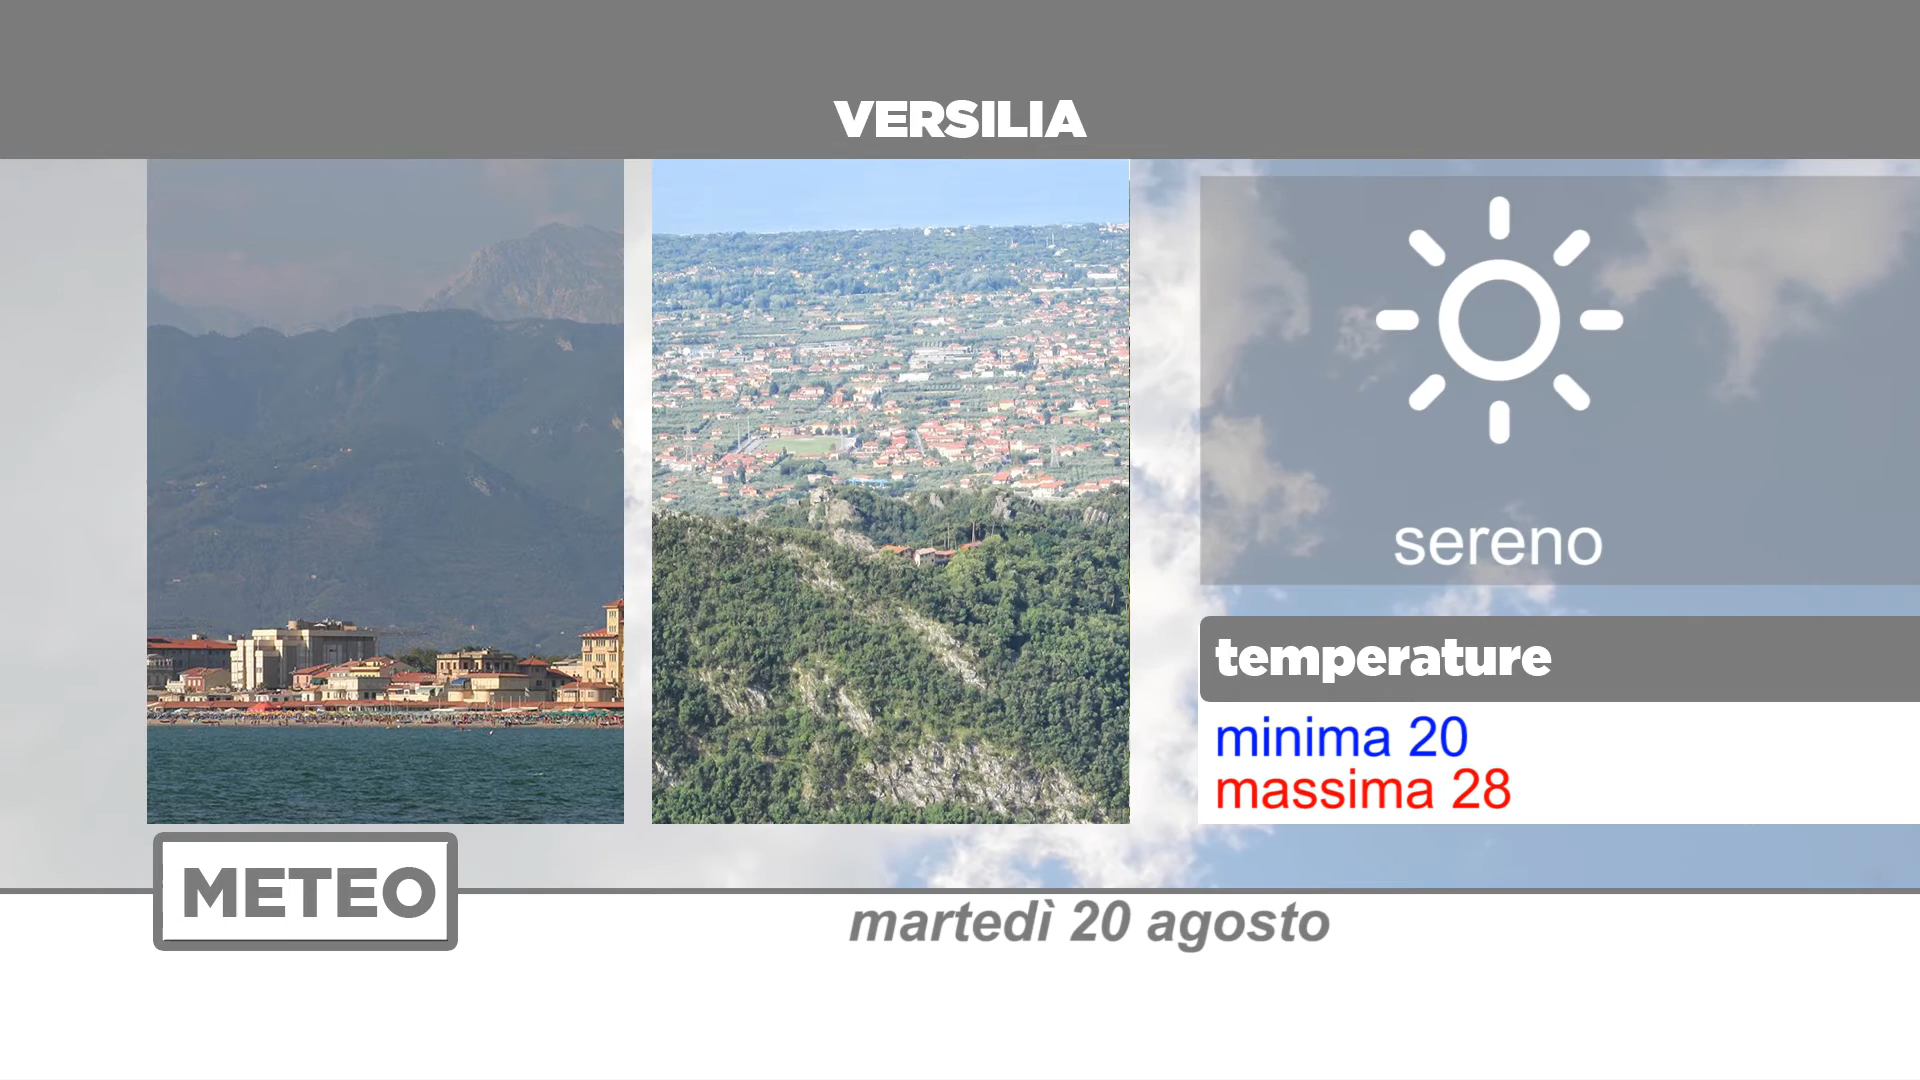 VERSILIA
sereno
temperature
minima 20
massima 28
METEO
martedì 20 agosto